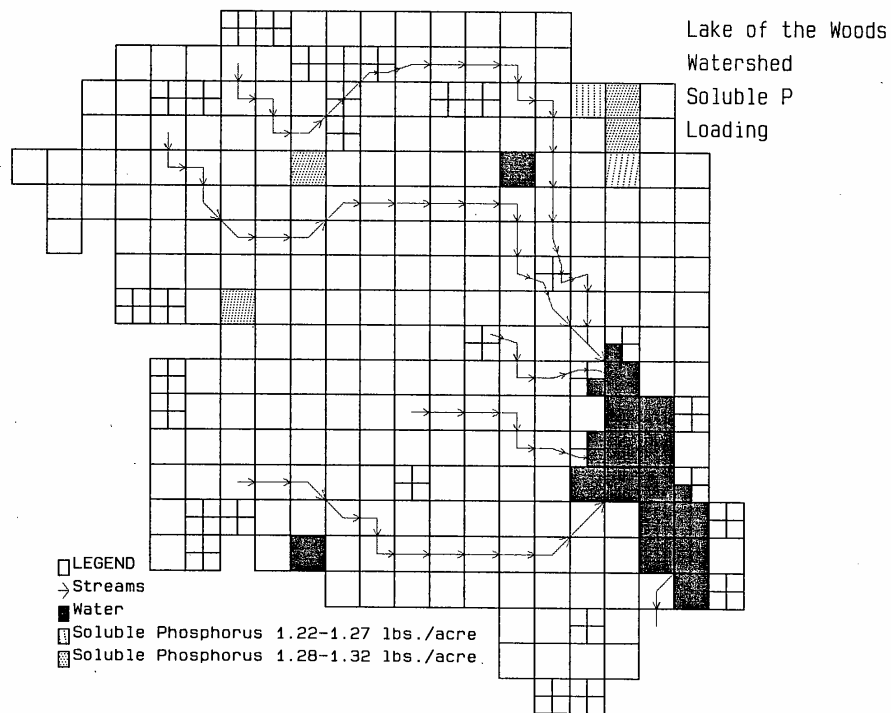 Lake of the Woods
Watershed
Soluble P
Loading
LEGEND
Streams
Water
Soluble Phosphorus 1.22-1.27 lbs./acre
Soluble Phosphorus 1.28-1.32 lbs./acre